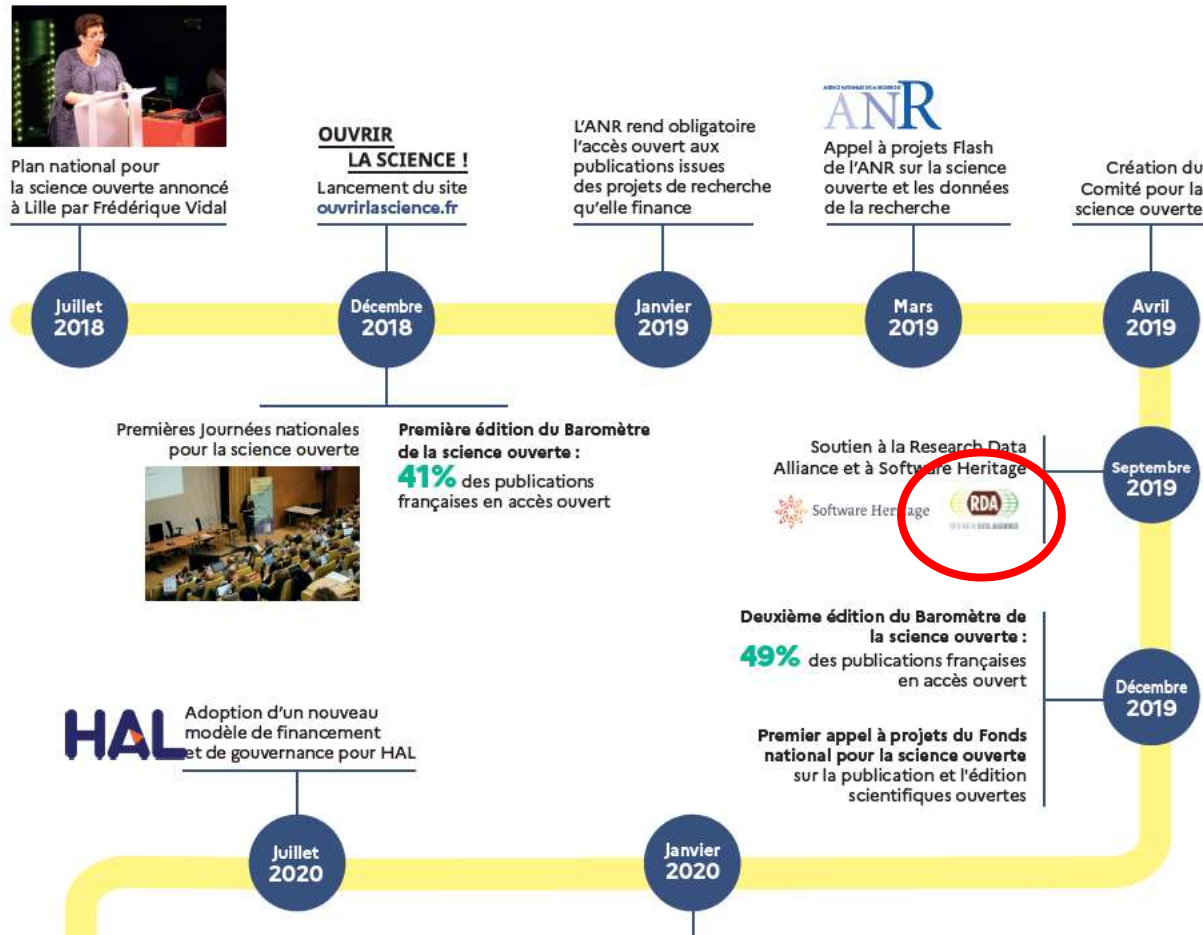 Plan national pour
la science ouverte annoncé
à Lille par Frédérique Vidal
OUVRIR
LA SCIENCE !
Lancement du site
ouvrirlascience.fr
L'ANR rend obligatoire
l'accès ouvert aux
publications issues
des projets de recherche
qu'elle finance
ANR
Appel à projets Flash
de l'ANR sur la science
ouverte et les données
de la recherche
Création du
Comité pour la
science ouverte
Juillet
2018
Décembre
2018
Janvier
2019
Mars
2019
Avril
2019
Premières Journées nationales
pour la science ouverte
Première édition du Baromètre
de la science ouverte :
41% des publications
françaises en accès ouvert
Soutien à la Research Data
Alliance et à Software Heritage
Software Heritage
RDA
Septembre
2019
Deuxième édition du Baromètre de
la science ouverte :
49% des publications françaises
en accès ouvert
Premier appel à projets du Fonds
national pour la science ouverte
sur la publication et l'édition
scientifiques ouvertes
Décembre
2019
HAL
Adoption d'un nouveau
modèle de financement
et de gouvernance pour HAL
Juillet
2020
Janvier
2020